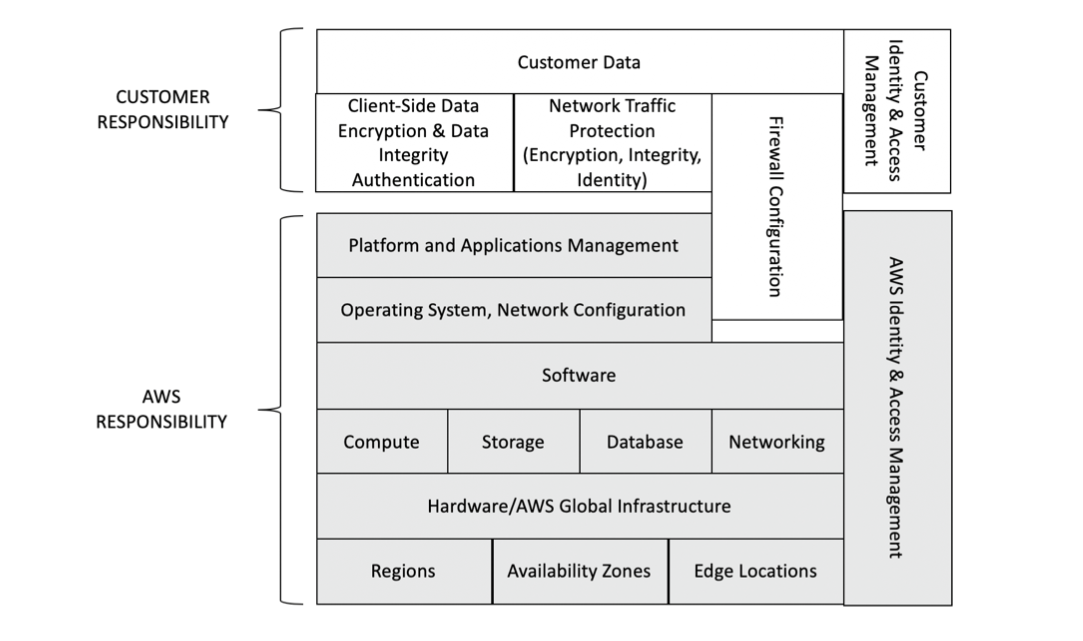 Customer Data
Customer
Identity & Access
Management
CUSTOMER
RESPONSIBILITY
Client-Side Data
Encryption & Data
Integrity
Authentication
Network Traffic
Protection
(Encryption, Integrity,
Identity)
Firewall Configuration
AWS
RESPONSIBILITY
Platform and Applications Management
Operating System, Network Configuration
Software
Compute
Storage
Database
Networking
Hardware/AWS Global Infrastructure
Regions
Availability Zones
Edge Locations
AWS Identity & Access Management